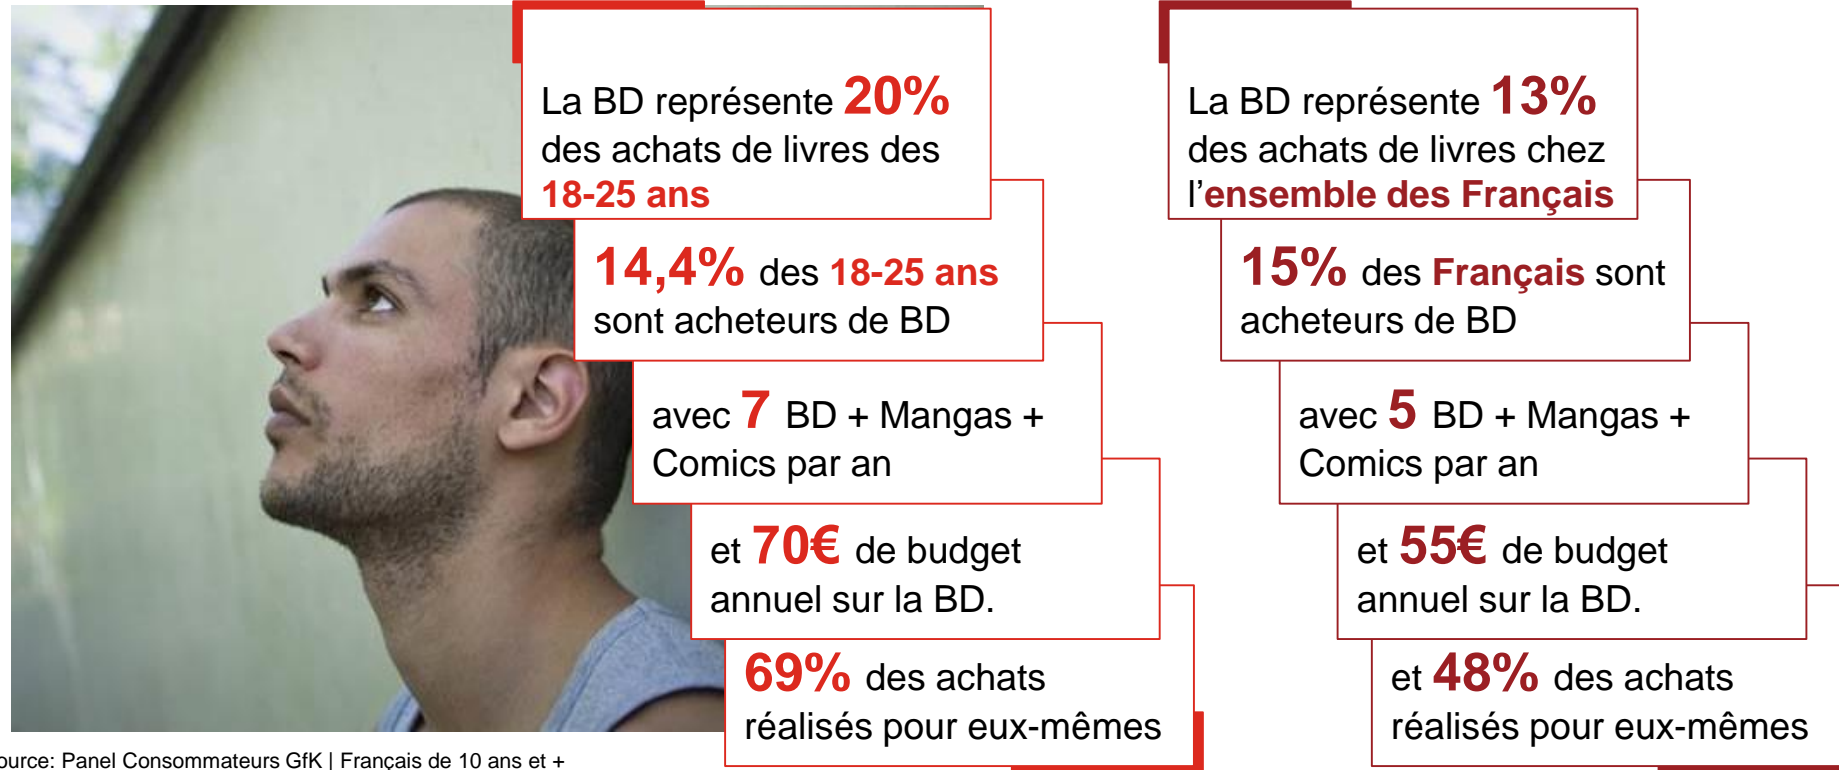 La BD représente 20%
des achats de livres des
18-25 ans
14,4% des 18-25 ans
sont acheteurs de BD
avec 7 BD + Mangas +
Comics par an
et 70€ de budget
annuel sur la BD.
69% des achats
réalisés pour eux-mêmes
La BD représente 13%
des achats de livres chez
l’ensemble des Français
15% des Français sont
acheteurs de BD
avec 5 BD + Mangas +
Comics par an
et 55€ de budget
annuel sur la BD.
et 48% des achats
réalisés pour eux-mêmes
ource: Panel Consommateurs GfK | Français de 10 ans et +